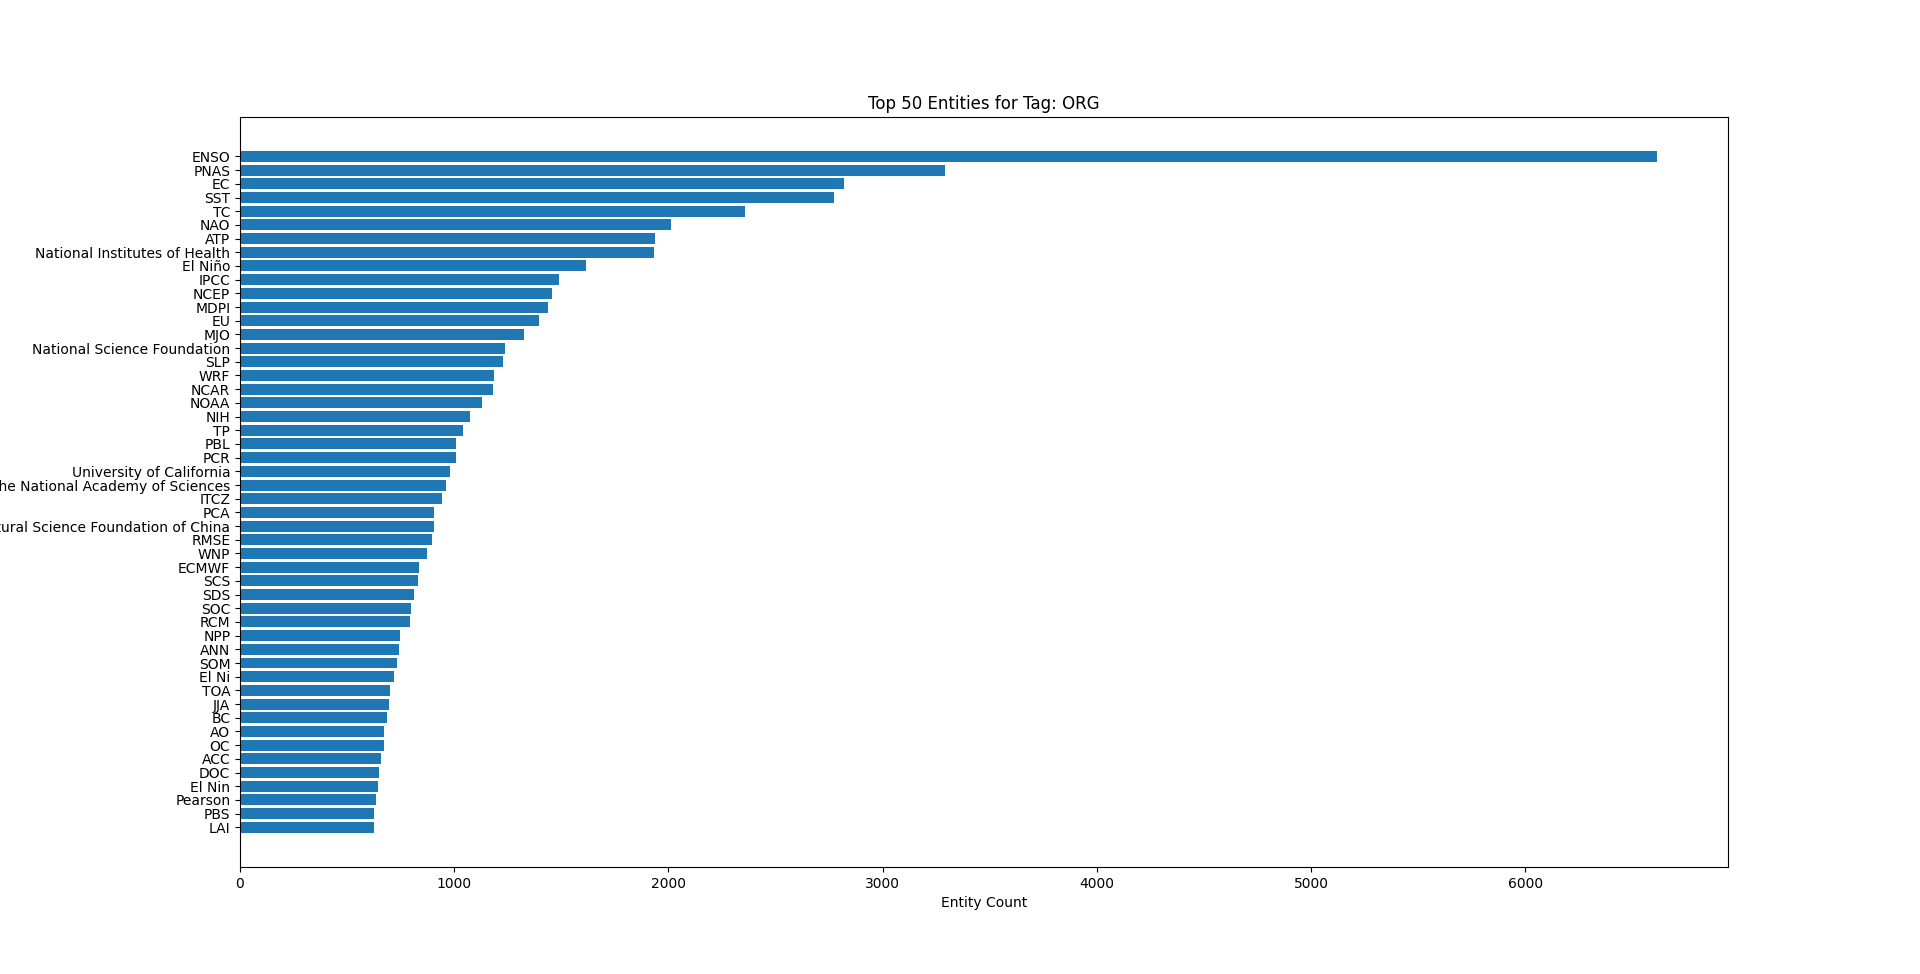 Top 50 Entities for Tag: ORG
ENSO
PNAS
EC
SST
TC
NAO
ATP
National Institutes of Health
El Niño
IPCC
NCEP
MDPI
EU
MJO
National Science Foundation
SLP
WRF
NCAR
NOAA
NIH
TP
PBL
PCR
University of California
he National Academy of Sciences
ITCZ
PCA
ural Science Foundation of China
RMSE
WNP
ECMWF
SCS
SDS
SOC
RCM
NPP
ANN
SOM
El Ni
TOA
JJA
BC
AO
OC
ACC
DOC
El Nin
Pearson
PBS
LAI
0 1000 2000 3000 4000 5000 6000
Entity Count